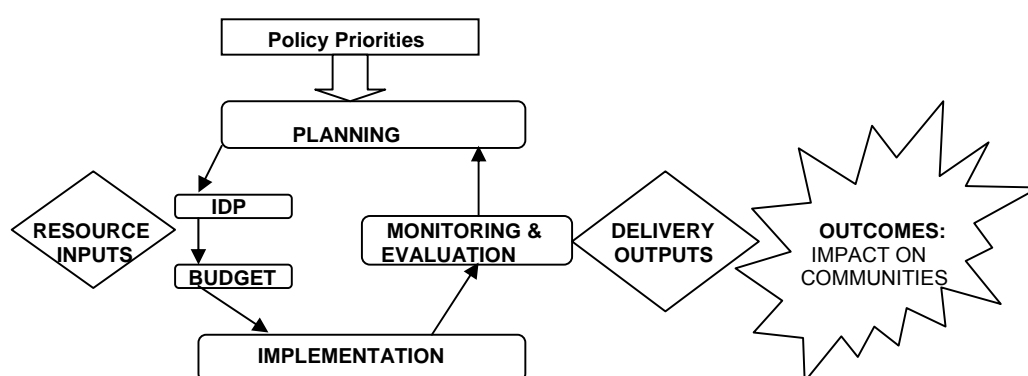 Policy Priorities
PLANNING
IDP
RESOURCE
INPUTS
BUDGET
MONITORING &
EVALUATION
DELIVERY
OUTPUTS
OUTCOMES:
IMPACT ON
COMMUNITIES
IMPLEMENTATION